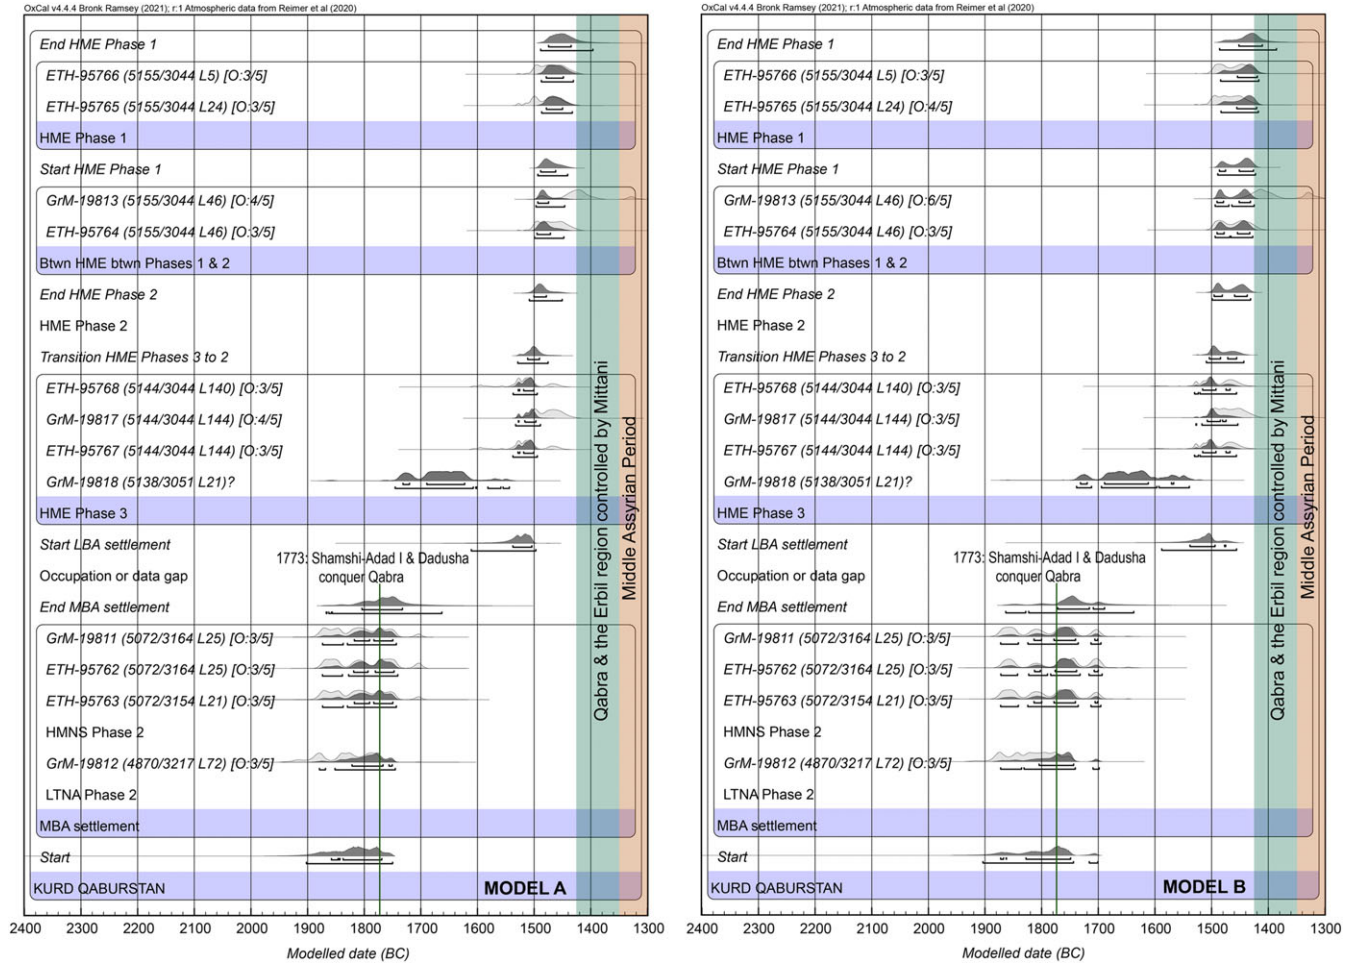 OxCal v4.4.4 Bronk Ramsey (2021); r:1 Atmospheric data from Reimer et al (2020)
End HME Phase 1
ETH-95766 (5155/3044 L5) [O:3/5]
ETH-95765 (5155/3044 L24) [O:3/5]
HME Phase 1
Start HME Phase 1
GrM-19813 (5155/3044 L46) [O:4/5]
ETH-95764 (5155/3044 L46) [O:3/5]
Btwn HME btwn Phases 1 & 2
End HME Phase 2
HME Phase 2
Transition HME Phases 3 to 2
ETH-95768 (5144/3044 L140) [O:3/5]
GrM-19817 (5144/3044 L144) [O:4/5]
ETH-95767 (5144/3044 L144) [O:3/5]
GrM-19818 (5138/3051 L21)?
HME Phase 3
Start LBA settlement
1773: Shamshi-Adad I & Dadusha
conquer Qabra
Occupation or data gap
End MBA settlement
GrM-19811 (5072/3164 L25) [O:3/5]
ETH-95762 (5072/3164 L25) [O:3/5]
ETH-95763 (5072/3154 L21) [O:3/5]
HMNS Phase 2
GrM-19812 (4870/3217 L72) [O:3/5]
LTNA Phase 2
MBA settlement
Start
KURD QABURSTAN
MODEL A
Qabra & the Erbil region controlled by Mittani
Middle Assyrian Period
2400 2300 2200 2100 2000 1900 1800 1700 1600 1500 1400 1300
Modelled date (BC)
OxCal v4.4.4 Bronk Ramsey (2021); r:1 Atmospheric data from Reimer et al (2020)
End HME Phase 1
ETH-95766 (5155/3044 L5) [O:3/5]
ETH-95765 (5155/3044 L24) [O:4/5]
HME Phase 1
Start HME Phase 1
GrM-19813 (5155/3044 L46) [O:6/5]
ETH-95764 (5155/3044 L46) [O:3/5]
Btwn HME btwn Phases 1 & 2
End HME Phase 2
HME Phase 2
Transition HME Phases 3 to 2
ETH-95768 (5144/3044 L140) [O:3/5]
GrM-19817 (5144/3044 L144) [O:3/5]
ETH-95767 (5144/3044 L144) [O:3/5]
GrM-19818 (5138/3051 L21)?
HME Phase 3
Start LBA settlement
1773: Shamshi-Adad I & Dadusha
conquer Qabra
Occupation or data gap
End MBA settlement
GrM-19811 (5072/3164 L25) [O:3/5]
ETH-95762 (5072/3164 L25) [O:3/5]
ETH-95763 (5072/3154 L21) [O:3/5]
HMNS Phase 2
GrM-19812 (4870/3217 L72) [O:3/5]
LTNA Phase 2
MBA settlement
Start
KURD QABURSTAN
MODEL B
Qabra & the Erbil region controlled by Mittani
Middle Assyrian Period
2400 2300 2200 2100 2000 1900 1800 1700 1600 1500 1400 1300
Modelled date (BC)